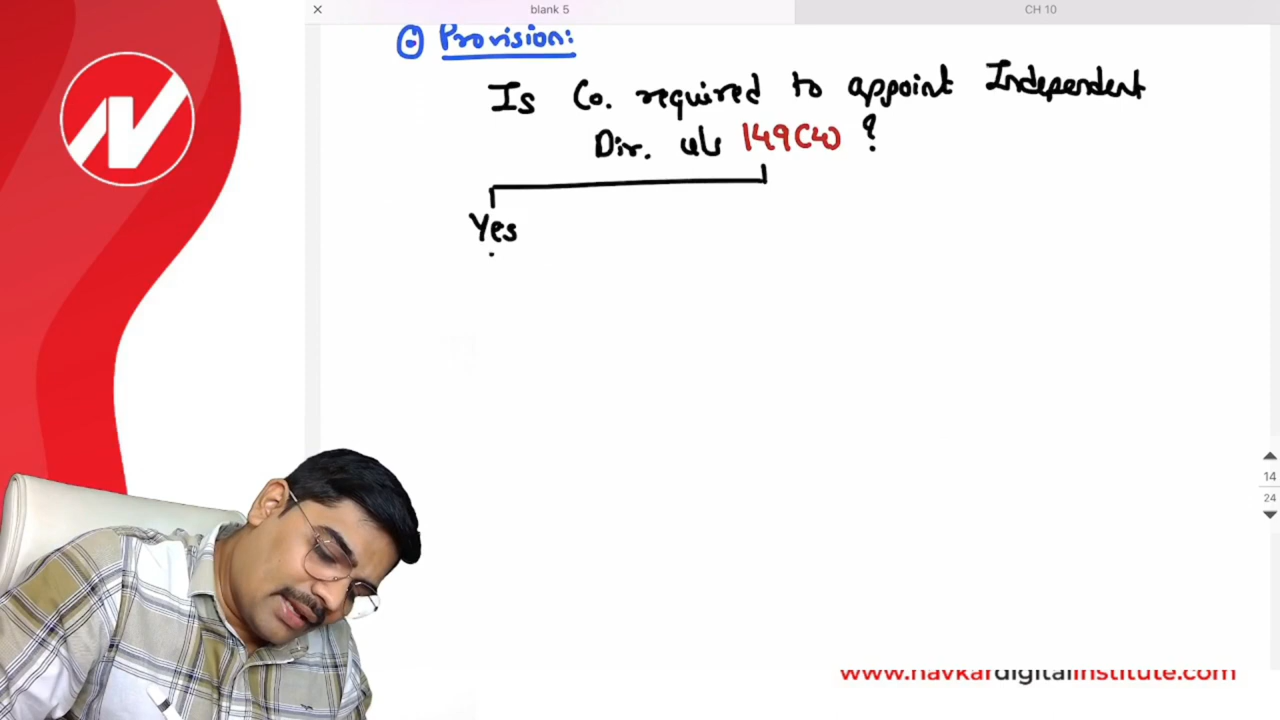 blank 5
CH 10
Provision:
Is Co. required to appoint Independent
Dir. u/s 149(4) ?
Yes
14
24
www.navkardigitalinstitute.com